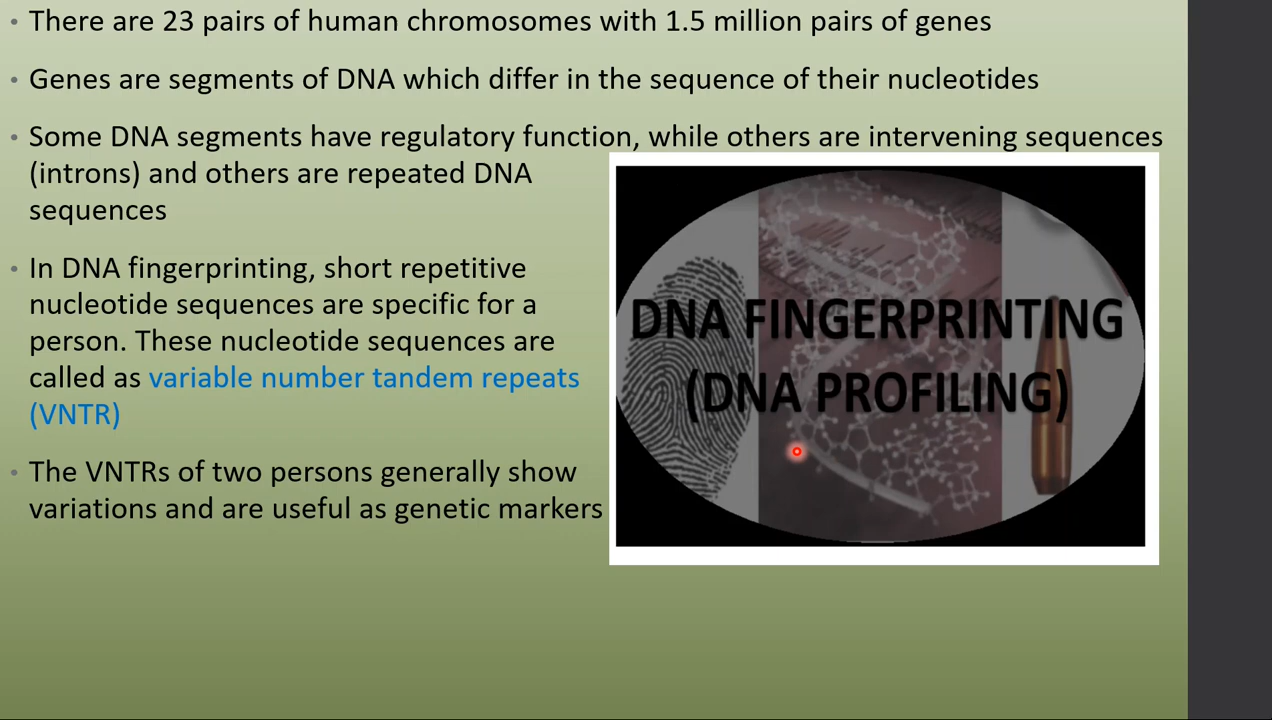 • There are 23 pairs of human chromosomes with 1.5 million pairs of genes
• Genes are segments of DNA which differ in the sequence of their nucleotides
• Some DNA segments have regulatory function, while others are intervening sequences
(introns) and others are repeated DNA
sequences
• In DNA fingerprinting, short repetitive
nucleotide sequences are specific for a
person. These nucleotide sequences are
called as variable number tandem repeats
(VNTR)
• The VNTRs of two persons generally show
variations and are useful as genetic markers
DNA FINGERPRINTING
(DNA PROFILING)